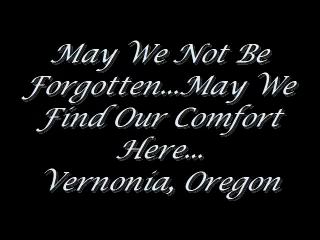 May We Not Be
Forgotten...May We
Find Our Comfort
Here...
Vernonia, Oregon